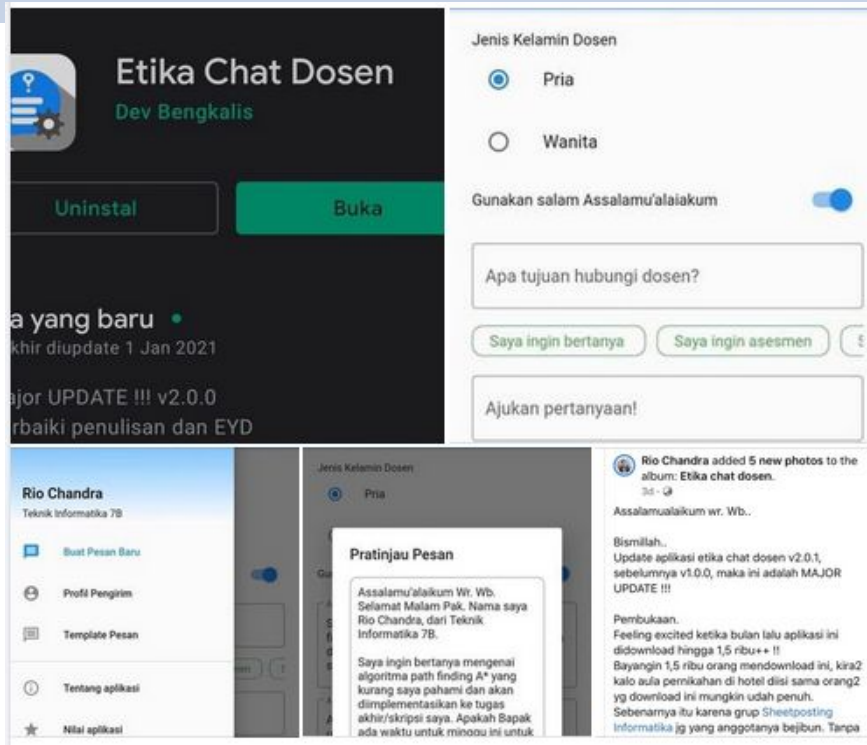 Etika Chat Dosen
Dev Bengkalis
Uninstal
Buka
a yang baru
khir diupdate 1 Jan 2021
ajor UPDATE !!! v2.0.0
rbaiki penulisan dan EYD
Jenis Kelamin Dosen
Pria
Wanita
Gunakan salam Assalamu'alaiakum
Apa tujuan hubungi dosen?
Saya ingin bertanya
Saya ingin asesmen
Ajukan pertanyaan!
Rio Chandra
Teknik Informatika 7B
Buat Pesan Baru
Profil Pengirim
Template Pesan
Tentang aplikasi
Nilai aplikasi
Jenis Kelamin Dosen
Pria
Pratinjau Pesan
Assalamu'alaikum Wr. Wb.
Selamat Malam Pak. Nama saya
Rio Chandra, dari Teknik
Informatika 7B.
Saya ingin bertanya mengenai
algoritma path finding A* yang
kurang saya pahami dan akan
diimplementasikan ke tugas
akhir/skripsi saya. Apakah Bapak
ada waktu untuk minggu ini untuk
Rio Chandra added 5 new photos to the
album: Etika chat dosen.
3d
Assalamualaikum wr. Wb..
Bismillah..
Update aplikasi etika chat dosen v2.0.1,
sebelumnya v1.0.0, maka ini adalah MAJOR
UPDATE !!!
Pembukaan.
Feeling excited ketika bulan lalu aplikasi ini
didownload hingga 1,5 ribu++ !!
Bayangin 1,5 ribu orang mendownload ini, kira2
kalo aula pernikahan di hotel diisi sama orang2
yg download ini mungkin udah penuh.
Sebenarnya itu karena grup Sheetposting
Informatika jg yang anggotanya bejibun. Tanpa